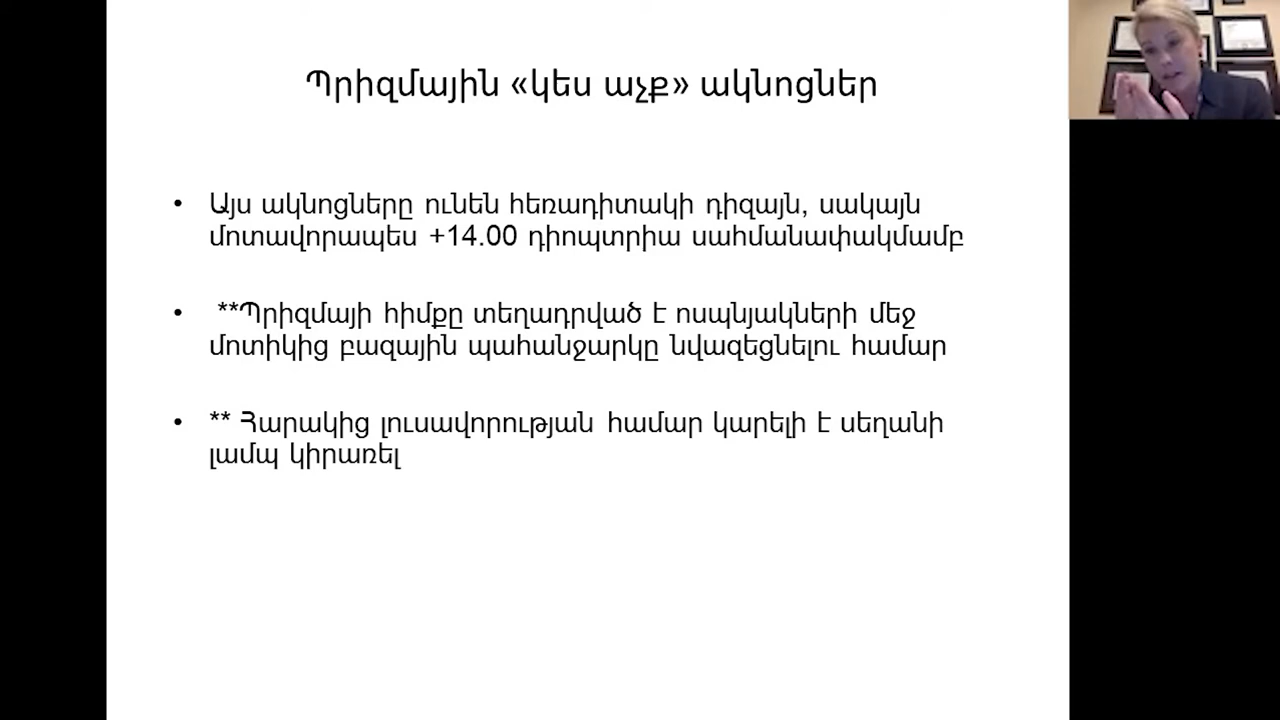 Պրիզմային «կես աչք» ակնոցներ
• Այս ակնոցները ունեն հեռադիտակի դիզայն, սակայն
մոտավորապես +14.00 դիոպտրիա սահմանափակմամբ
• **Պրիզմայի հիմքը տեղադրված է ոսպնյակների մեջ
մոտիկից բազային պահանջարկը նվազեցնելու համար
• ** Հարակից լուսավորության համար կարելի է սեղանի
լամպ կիրառել